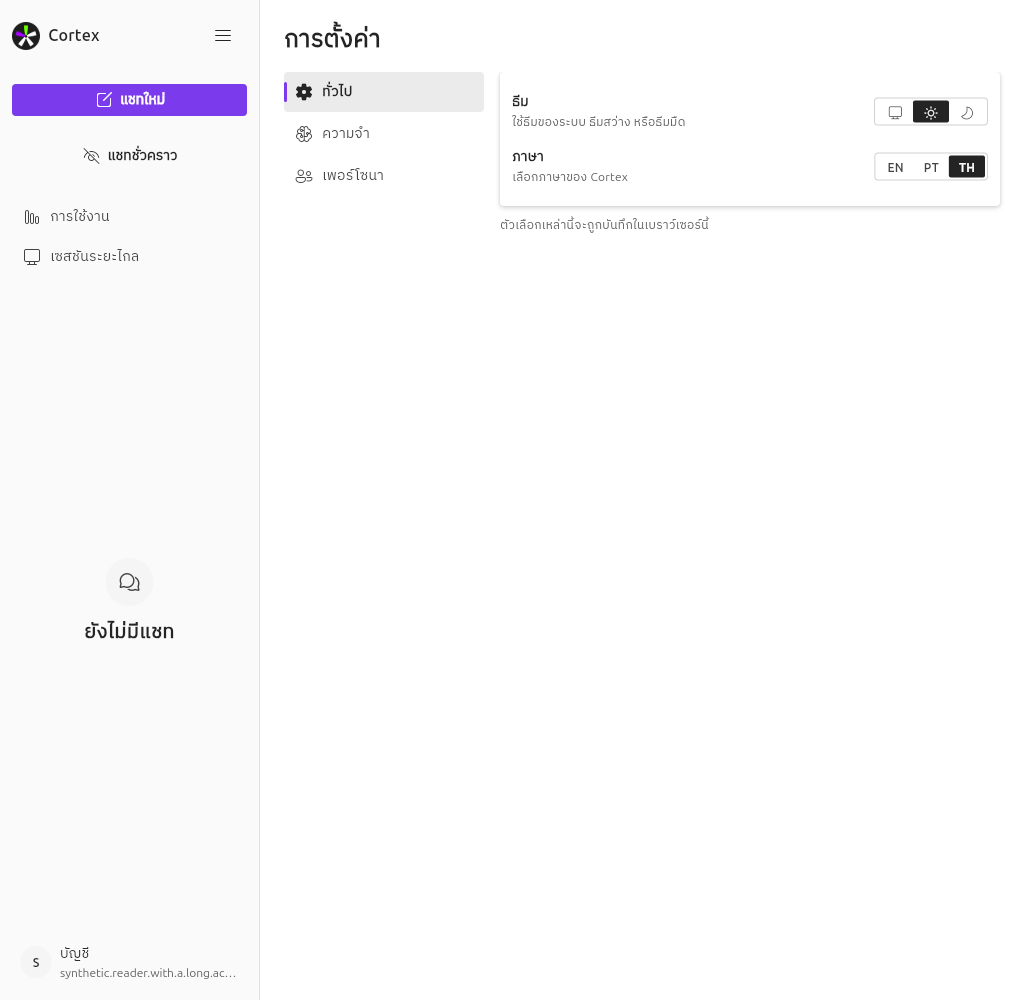 Cortex
แชทใหม่
แชทชั่วคราว
การใช้งาน
เซสชันระยะไกล
ยังไม่มีแชท
S
บัญชี
synthetic.reader.with.a.long.ac…
การตั้งค่า
ทั่วไป
ความจำ
เพอร์โซนา
ธีม
ใช้ธีมของระบบ ธีมสว่าง หรือธีมมืด
ภาษา
เลือกภาษาของ Cortex
EN PT TH
ตัวเลือกเหล่านี้จะถูกบันทึกในเบราว์เซอร์นี้